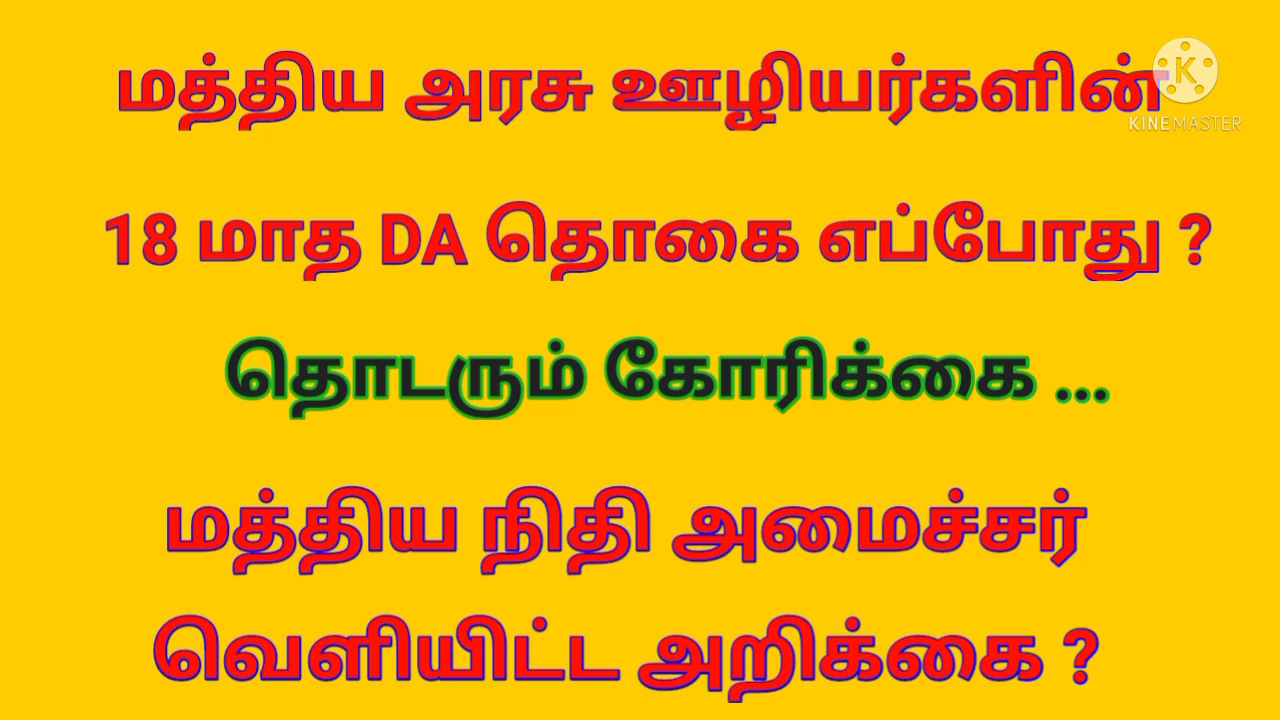 மத்திய அரசு ஊழியர்களின்
K
KINEMASTER
18 மாத DA தொகை எப்போது ?
தொடரும் கோரிக்கை ...
மத்திய நிதி அமைச்சர்
வெளியிட்ட அறிக்கை ?